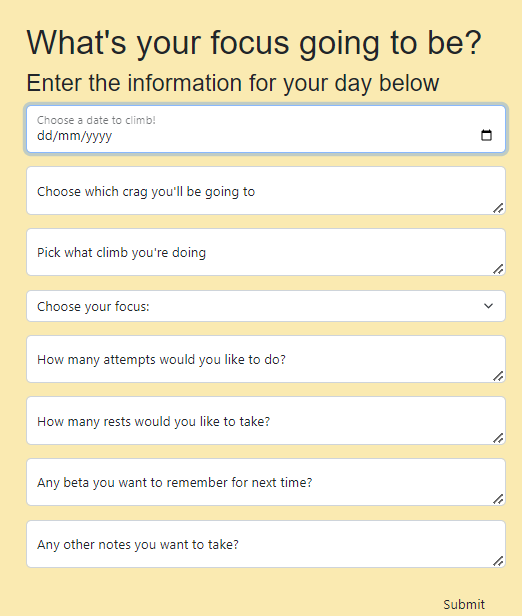 What's your focus going to be?
Enter the information for your day below
Choose a date to climb!
dd/mm/yyyy
Choose which crag you'll be going to
Pick what climb you're doing
Choose your focus:
How many attempts would you like to do?
How many rests would you like to take?
Any beta you want to remember for next time?
Any other notes you want to take?
Submit